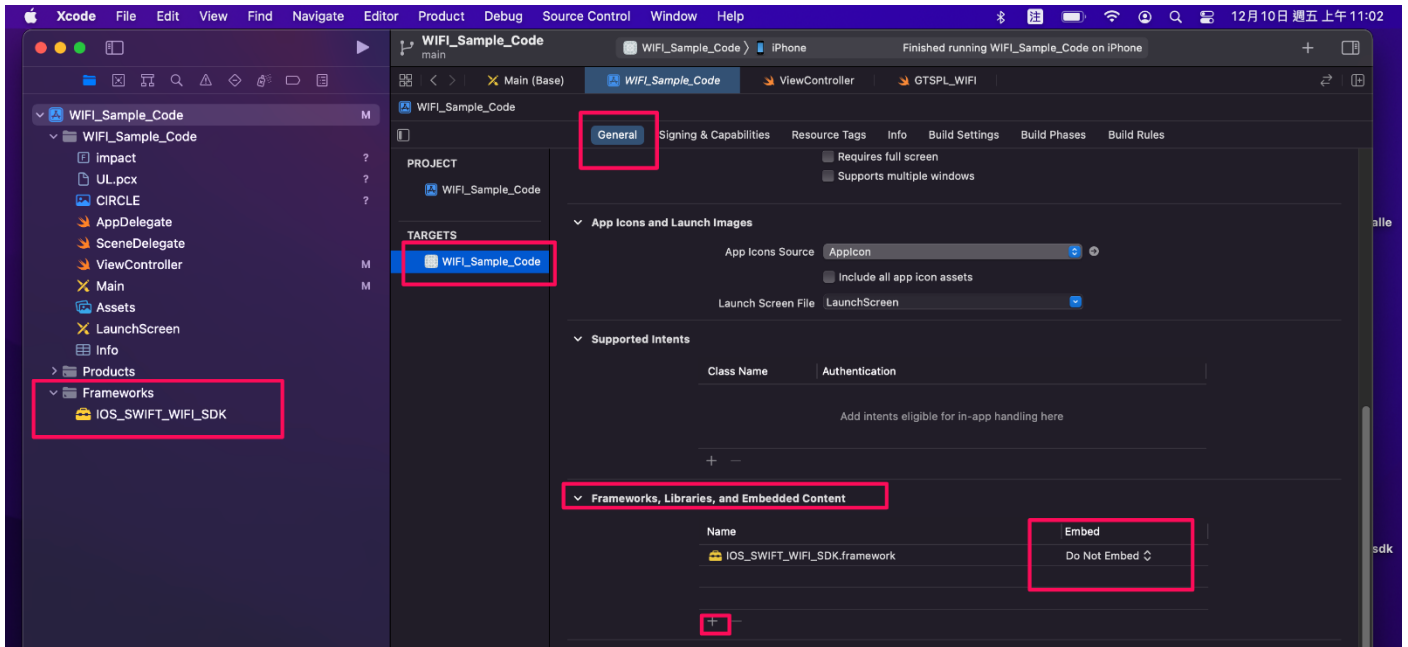 Xcode File Edit View Find Navigate Editor Product Debug Source Control Window Help 注 12月10日 週五 上午11:02
WIFI_Sample_Code
main
WIFI_Sample_Code 〉 iPhone
Finished running WIFI_Sample_Code on iPhone
Main (Base) WIFI_Sample_Code ViewController GTSPL_WIFI
WIFI_Sample_Code M
WIFI_Sample_Code
impact ?
UL.pcx ?
CIRCLE ?
AppDelegate
SceneDelegate
ViewController M
Main M
Assets
LaunchScreen
Info
Products
Frameworks
IOS_SWIFT_WIFI_SDK
WIFI_Sample_Code
General Signing & Capabilities Resource Tags Info Build Settings Build Phases Build Rules
PROJECT
WIFI_Sample_Code
TARGETS
WIFI_Sample_Code
Requires full screen
Supports multiple windows
App Icons and Launch Images
App Icons Source AppIcon
Include all app icon assets
Launch Screen File LaunchScreen
Supported Intents
Class Name Authentication
Add intents eligible for in-app handling here
Frameworks, Libraries, and Embedded Content
Name Embed
IOS_SWIFT_WIFI_SDK.framework Do Not Embed
alle
sdk